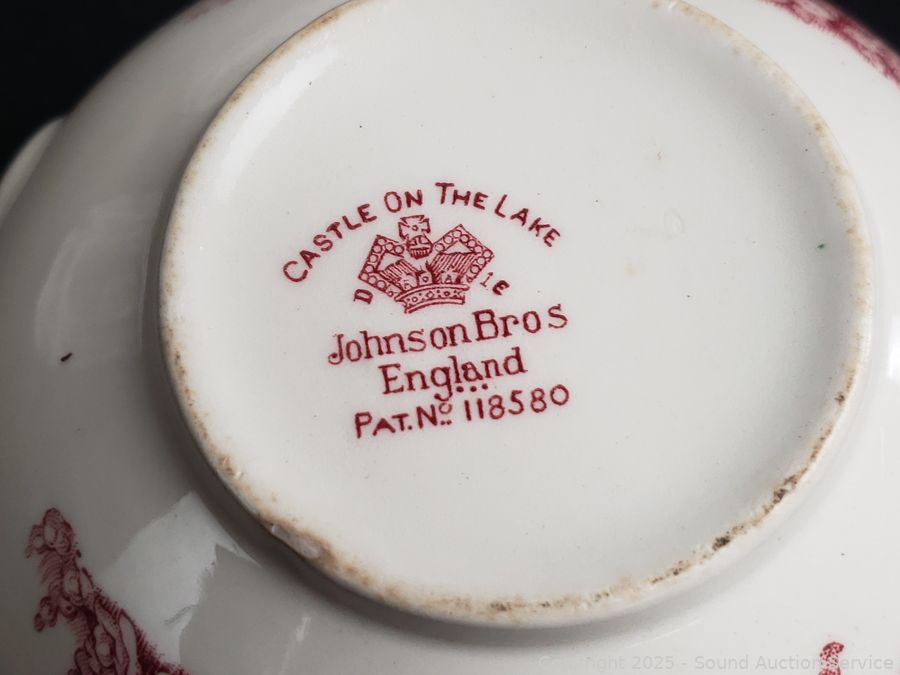 CASTLE ON THE LAKE
D IE
Johnson Bros
England
PAT. Nº 118580
Copyright 2025 - Sound Auction Service